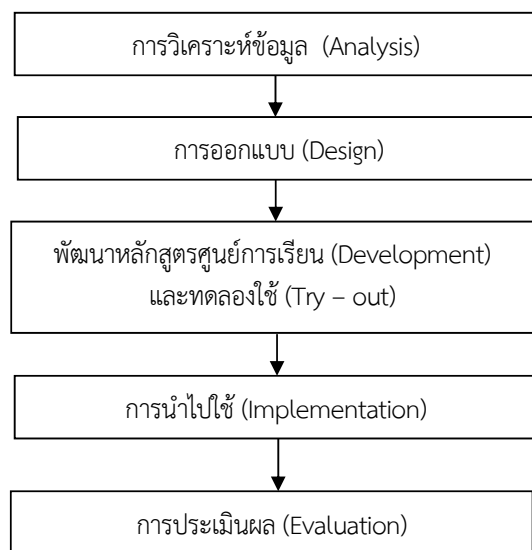 การวิเคราะห์ข้อมูล (Analysis)
การออกแบบ (Design)
พัฒนาหลักสูตรศูนย์การเรียน (Development)
และทดลองใช้ (Try – out)
การนำไปใช้ (Implementation)
การประเมินผล (Evaluation)